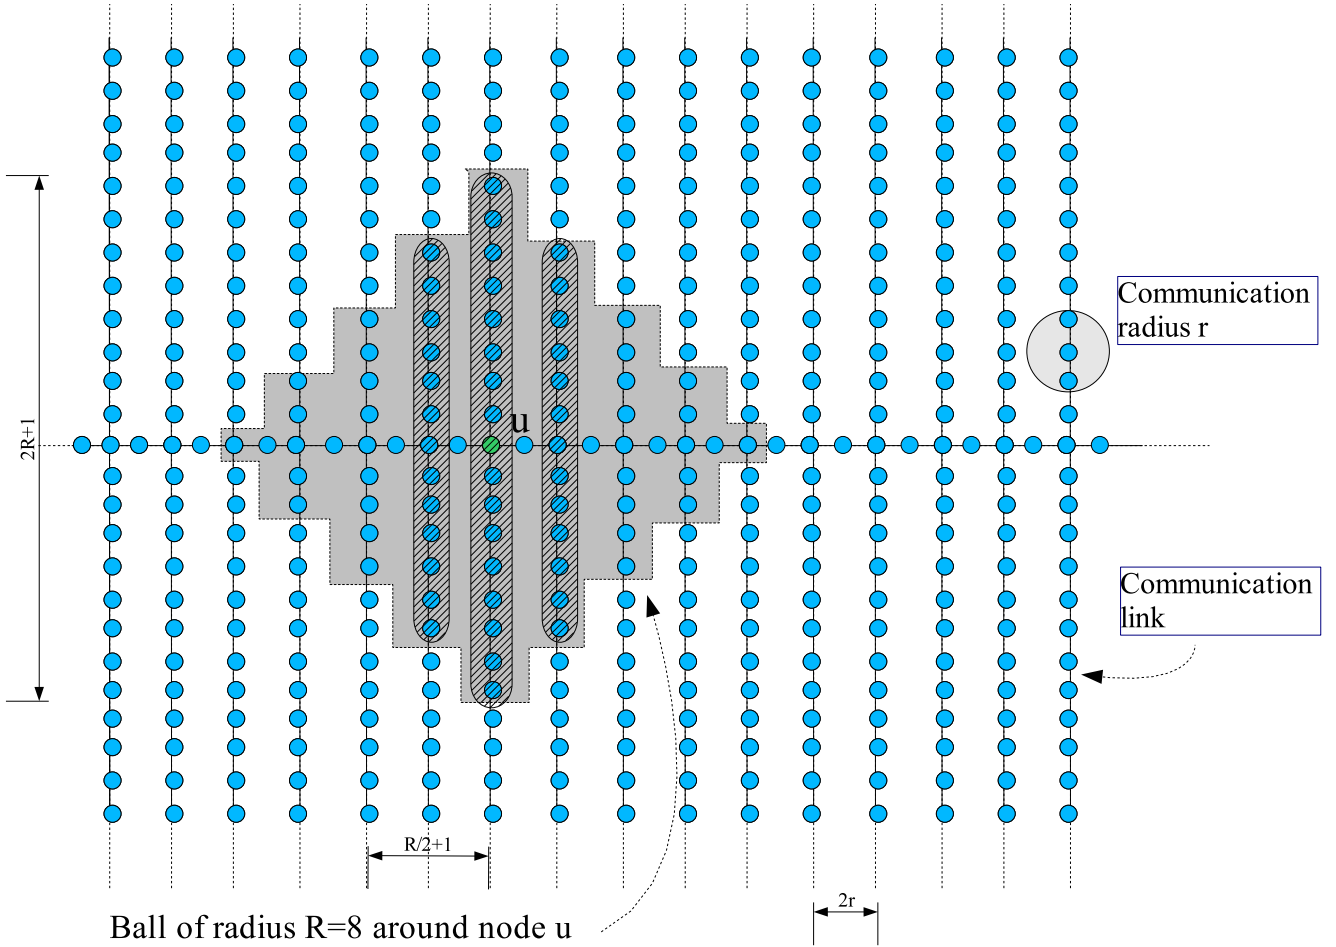 u
Communication
radius r
2R+1
Communication
link
R/2+1
2r
Ball of radius R=8 around node u